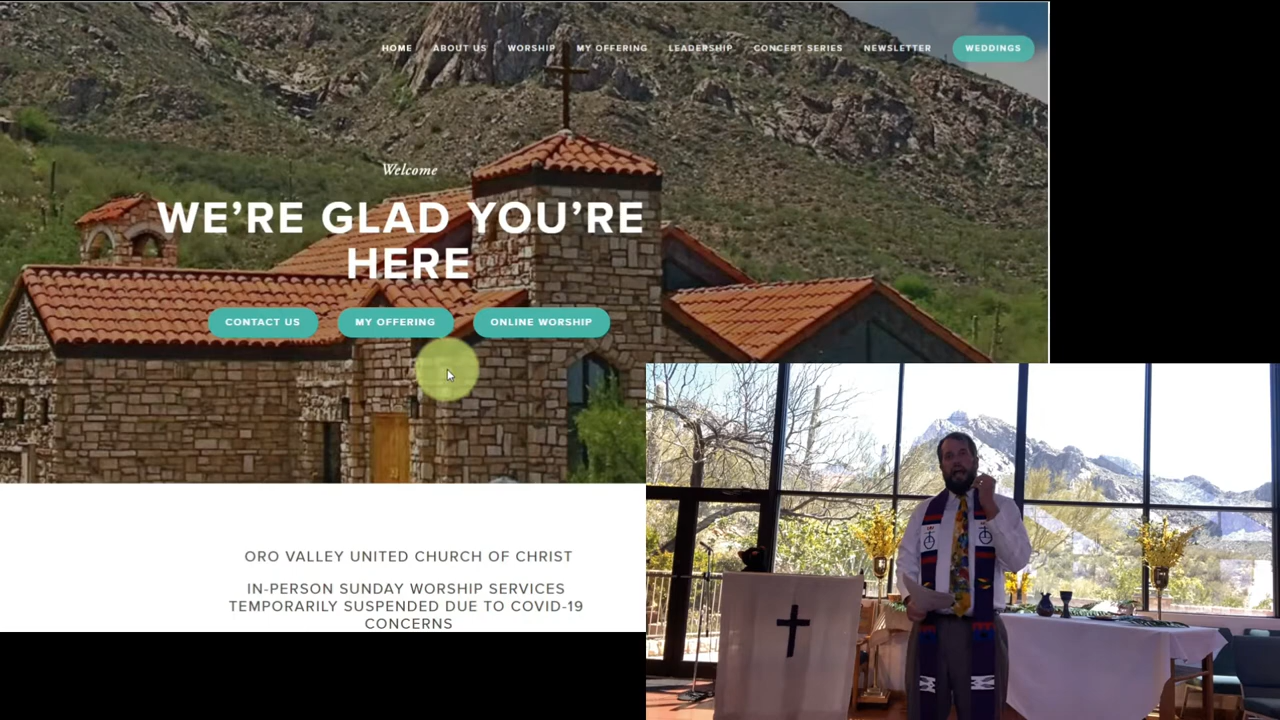 HOME ABOUT US WORSHIP MY OFFERING LEADERSHIP CONCERT SERIES NEWSLETTER WEDDINGS
Welcome
WE'RE GLAD YOU'RE
HERE
CONTACT US MY OFFERING ONLINE WORSHIP
ORO VALLEY UNITED CHURCH OF CHRIST
IN-PERSON SUNDAY WORSHIP SERVICES
TEMPORARILY SUSPENDED DUE TO COVID-19
CONCERNS